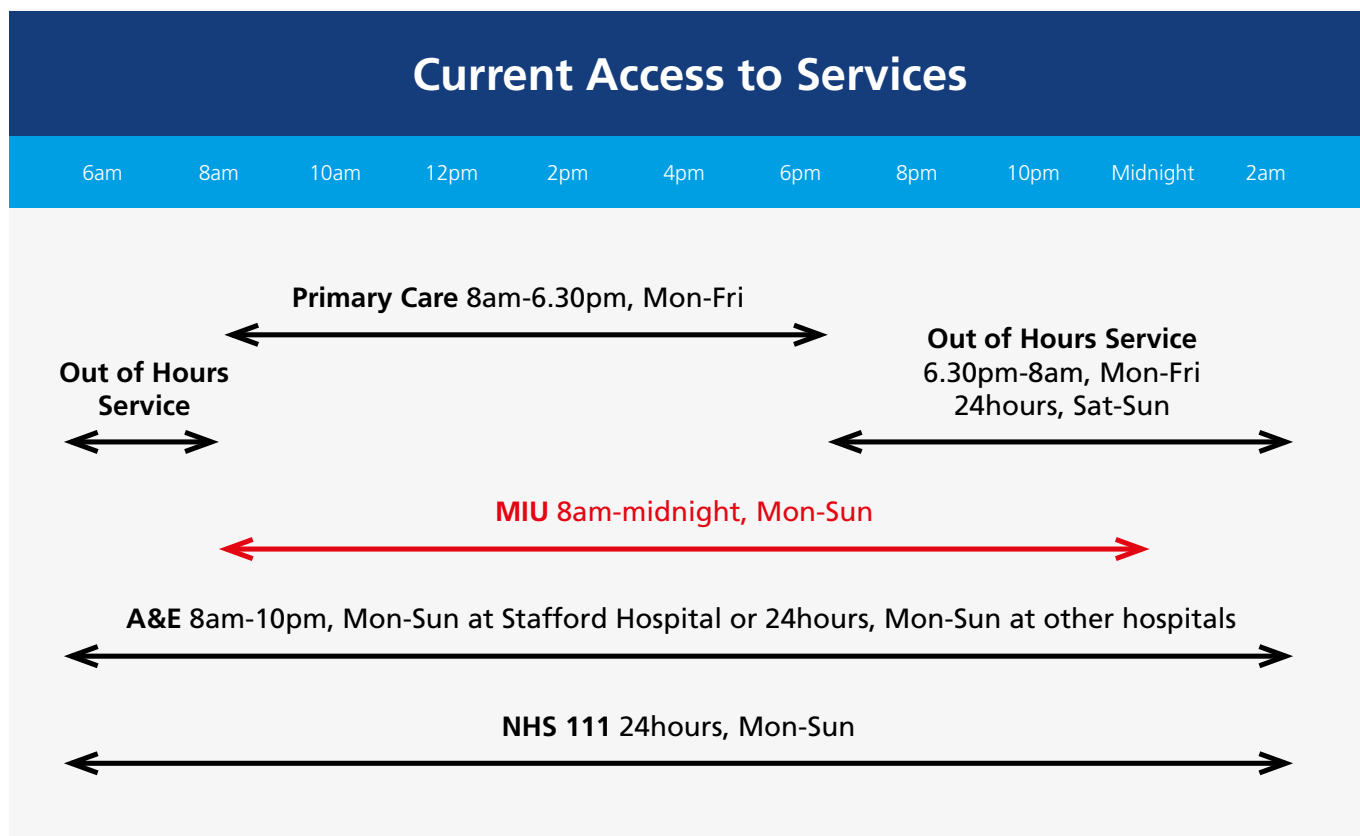 Current Access to Services
6am 8am 10am 12pm 2pm 4pm 6pm 8pm 10pm Midnight 2am
Primary Care 8am-6.30pm, Mon-Fri
Out of Hours
Service
Out of Hours Service
6.30pm-8am, Mon-Fri
24hours, Sat-Sun
MIU 8am-midnight, Mon-Sun
A&E 8am-10pm, Mon-Sun at Stafford Hospital or 24hours, Mon-Sun at other hospitals
NHS 111 24hours, Mon-Sun